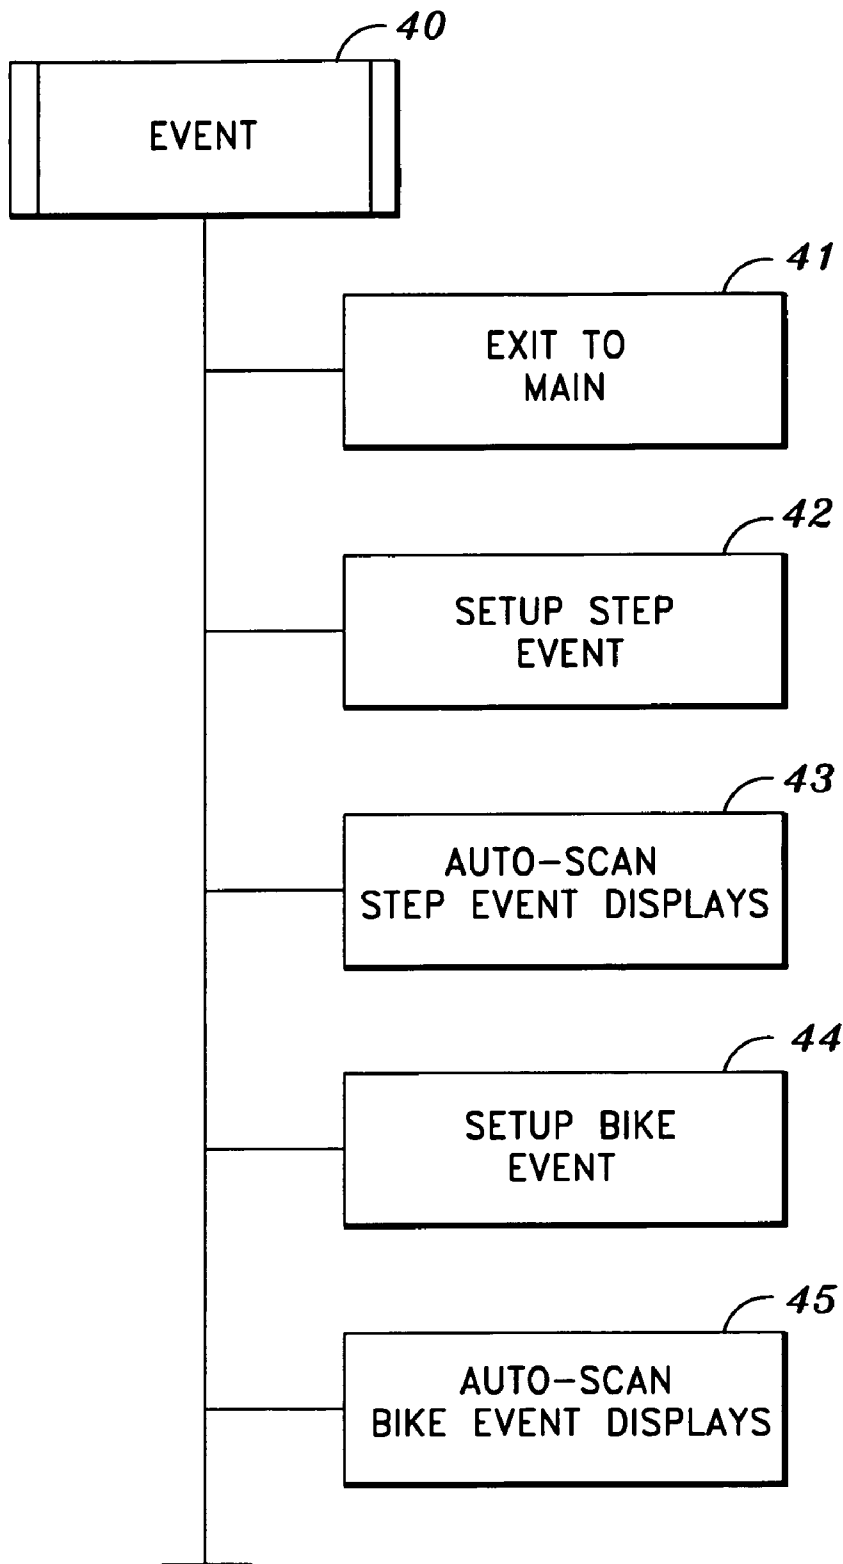 40
EVENT
41
EXIT TO
MAIN
42
SETUP STEP
EVENT
43
AUTO-SCAN
STEP EVENT DISPLAYS
44
SETUP BIKE
EVENT
45
AUTO-SCAN
BIKE EVENT DISPLAYS